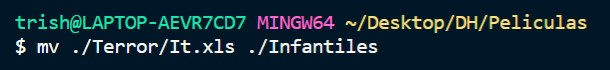 trish@LAPTOP-AEVR7CD7 MINGW64 ~/Desktop/DH/Peliculas
$ mv ./Terror/It.xls ./Infantiles